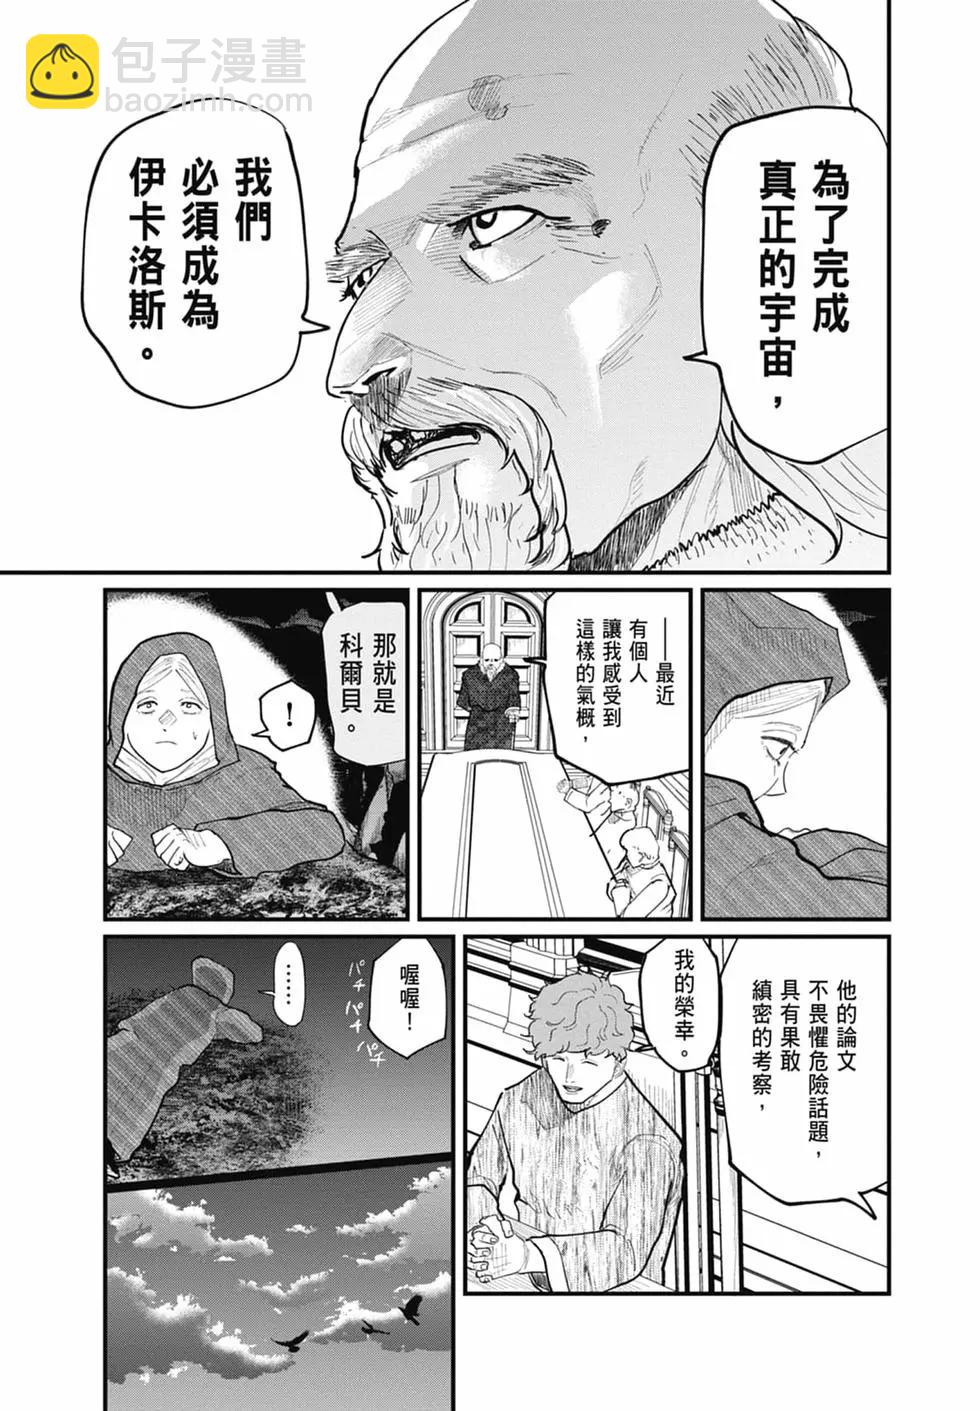 包子漫畫
baozimh.com
為了完成
真正的宇宙，
我們
必須成為
伊卡洛斯。
——最近
有個人
讓我感受到
這樣的氣概，
那就是
科爾貝。
！
他的論文
不畏懼危險話題，
具有果敢
縝密的考察，
我的榮幸。
喔喔！
パチ
パチ
パチ
……